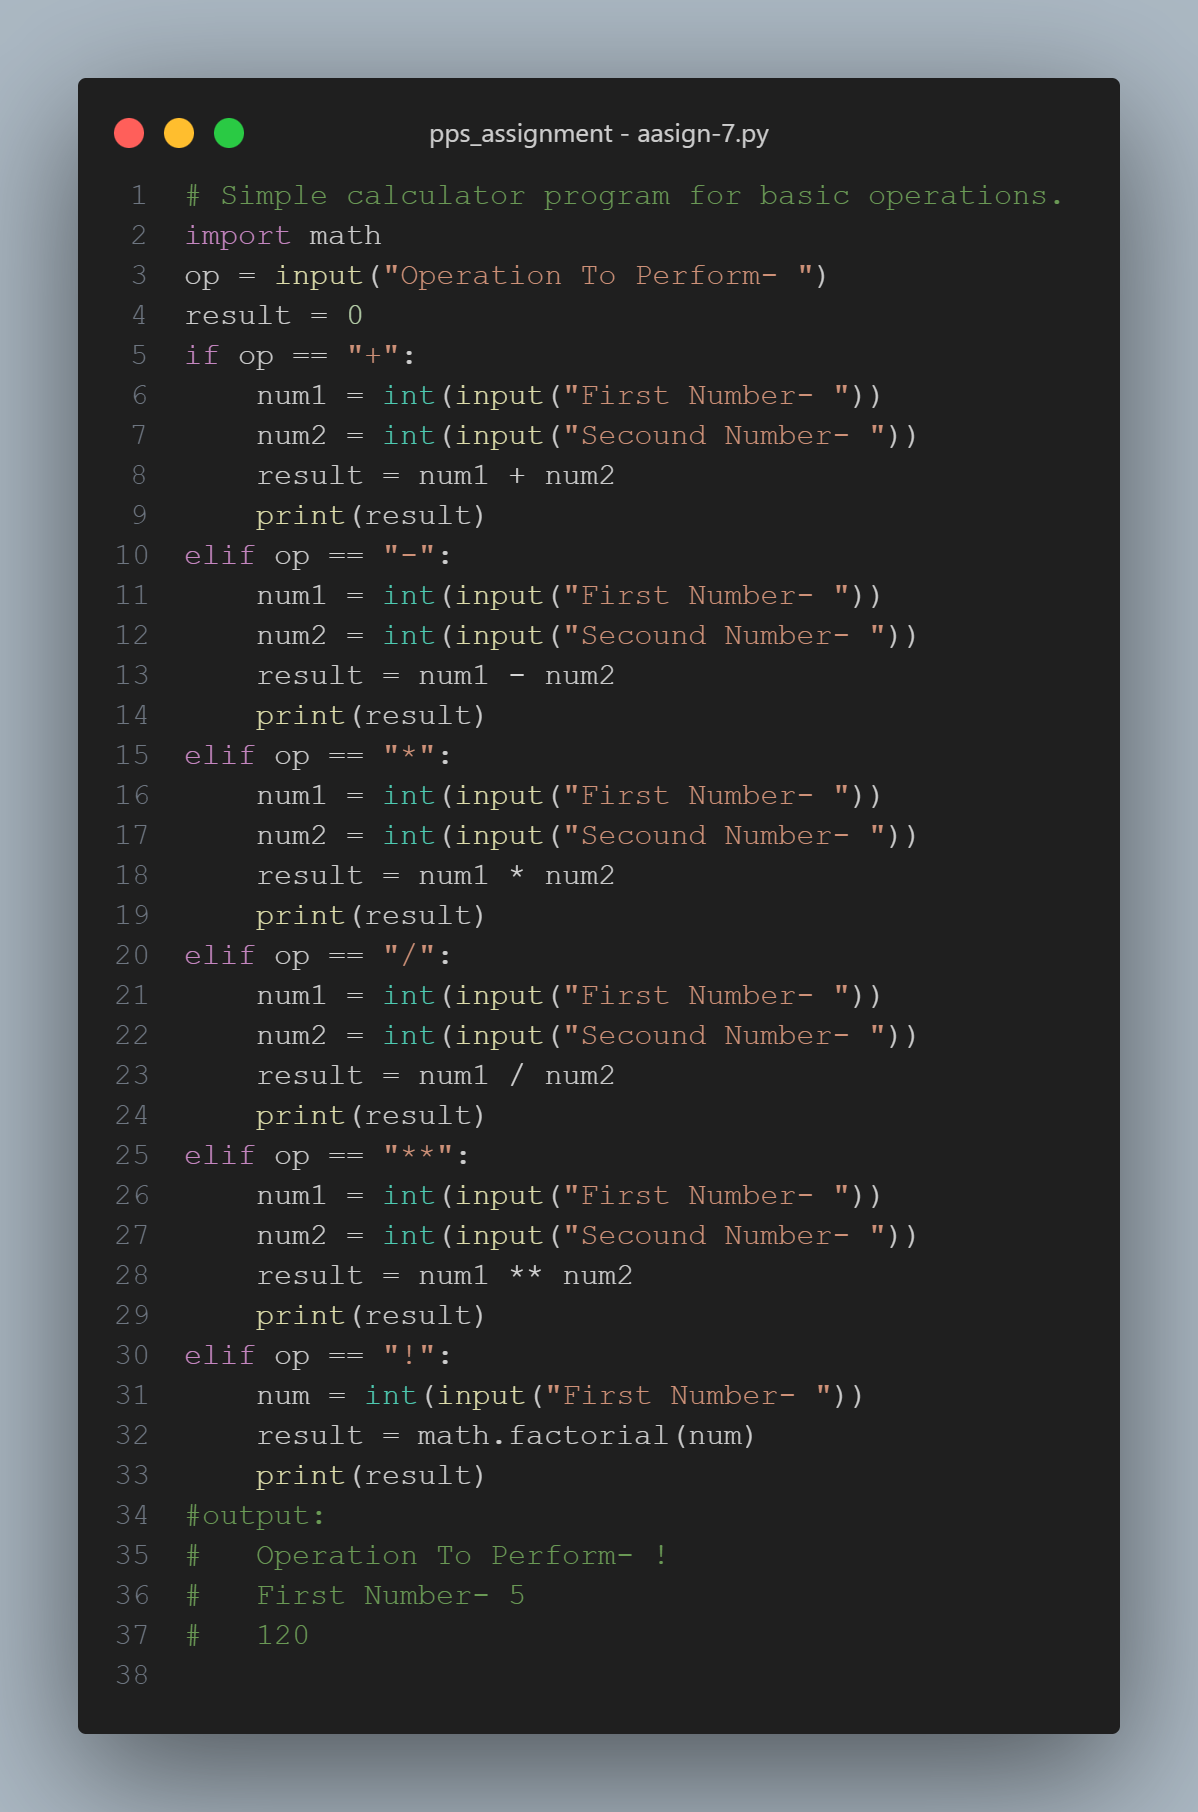 pps_assignment - aasign-7.py
1 # Simple calculator program for basic operations.
2 import math
3 op = input("Operation To Perform- ")
4 result = 0
5 if op == "+":
6     num1 = int(input("First Number- "))
7     num2 = int(input("Secound Number- "))
8     result = num1 + num2
9     print(result)
10 elif op == "-":
11     num1 = int(input("First Number- "))
12     num2 = int(input("Secound Number- "))
13     result = num1 - num2
14     print(result)
15 elif op == "*":
16     num1 = int(input("First Number- "))
17     num2 = int(input("Secound Number- "))
18     result = num1 * num2
19     print(result)
20 elif op == "/":
21     num1 = int(input("First Number- "))
22     num2 = int(input("Secound Number- "))
23     result = num1 / num2
24     print(result)
25 elif op == "**":
26     num1 = int(input("First Number- "))
27     num2 = int(input("Secound Number- "))
28     result = num1 ** num2
29     print(result)
30 elif op == "!":
31     num = int(input("First Number- "))
32     result = math.factorial(num)
33     print(result)
34 #output:
35 #   Operation To Perform- !
36 #   First Number- 5
37 #   120
38